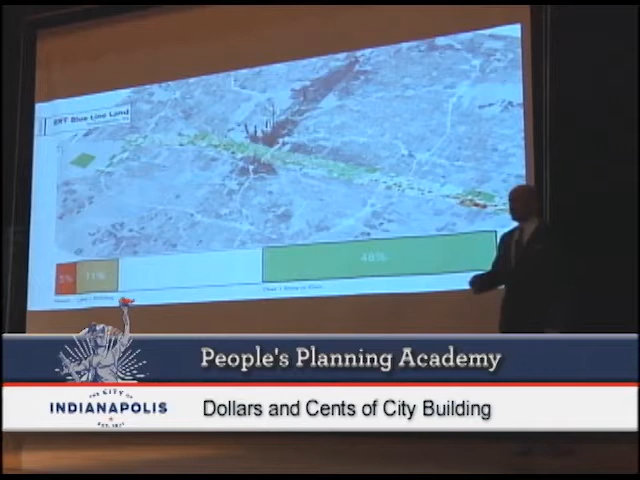 BRT Blue Line Land
5%
11%
48%
People's Planning Academy
THE CITY OF
INDIANAPOLIS
EST. 1821
Dollars and Cents of City Building